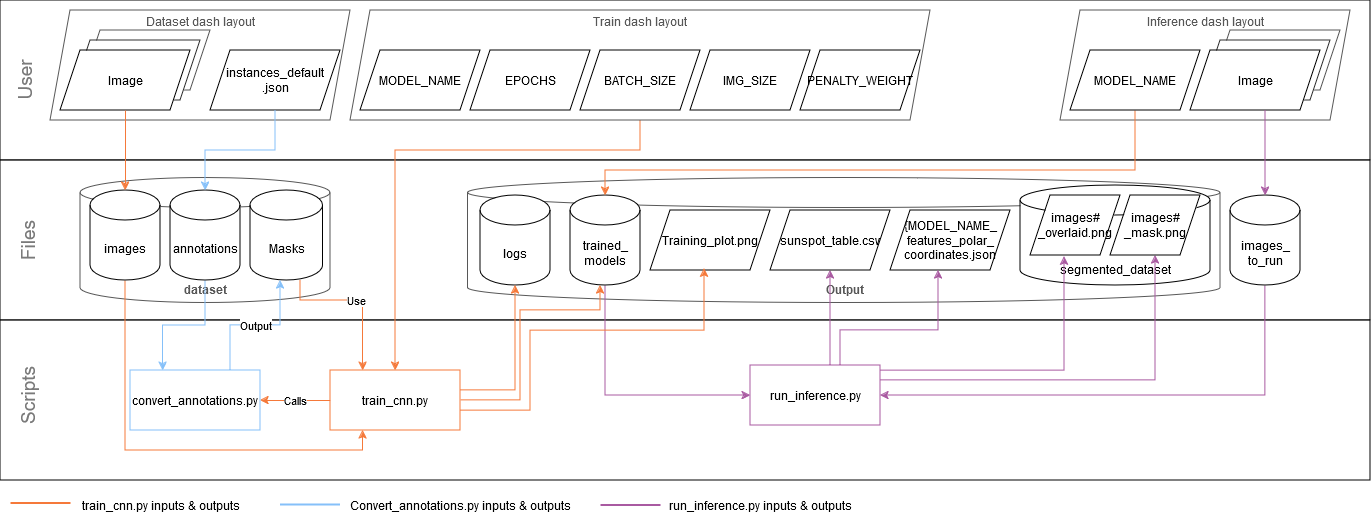 User
Dataset dash layout
Image
instances_default
.json
Train dash layout
MODEL_NAME
EPOCHS
BATCH_SIZE
IMG_SIZE
PENALTY_WEIGHT
Inference dash layout
MODEL_NAME
Image
Files
images
annotations
Masks
dataset
logs
trained_
models
Training_plot.png
sunspot_table.csv
{MODEL_NAME_
features_polar_
coordinates.json
images#
_overlaid.png
images#
_mask.png
segmented_dataset
Output
images_
to_run
Use
Output
Scripts
convert_annotations.py
Calls
train_cnn.py
run_inference.py
train_cnn.py inputs & outputs
Convert_annotations.py inputs & outputs
run_inference.py inputs & outputs